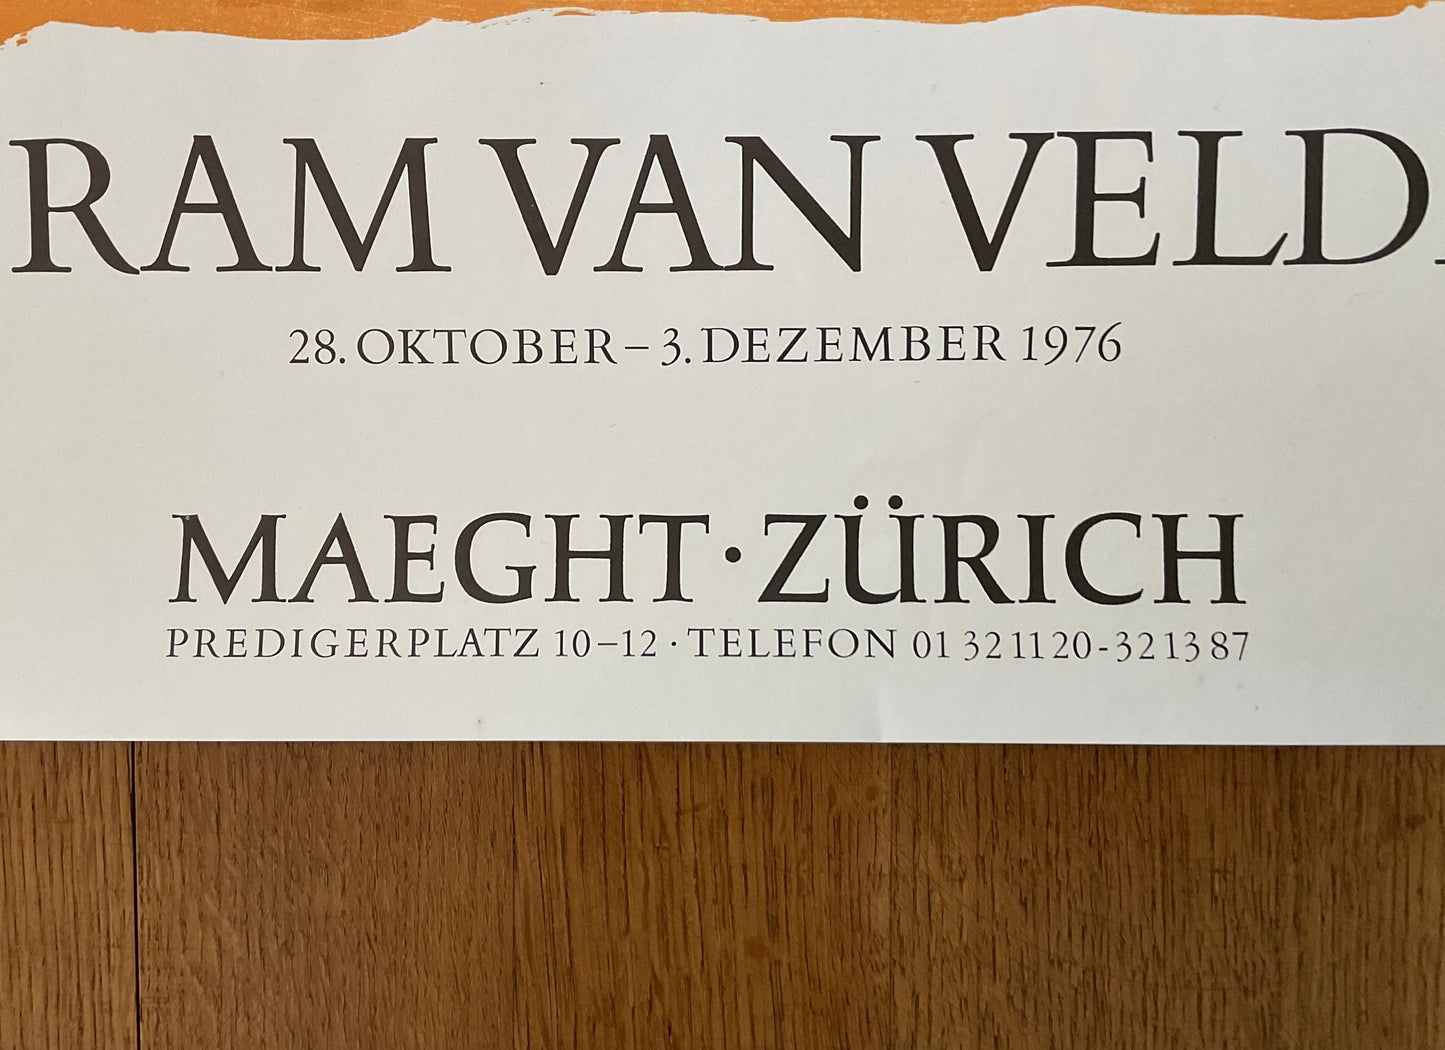 RAM VAN VELD
28. OKTOBER – 3. DEZEMBER 1976
MAEGHT · ZÜRICH
PREDIGERPLATZ 10–12 · TELEFON 01 32 11 20 - 32 13 87